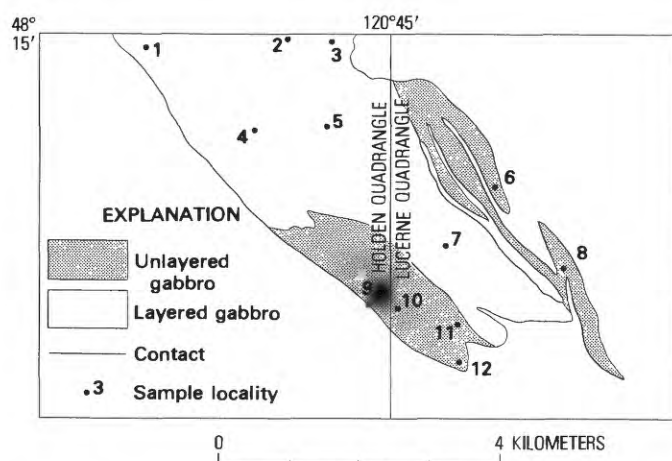 48°
15′
120°45′
1
2
3
4
5
HOLDEN QUADRANGLE
LUCERNE QUADRANGLE
6
7
8
9
10
11
12
EXPLANATION
Unlayered
gabbro
Layered gabbro
Contact
3 Sample locality
0 4 KILOMETERS